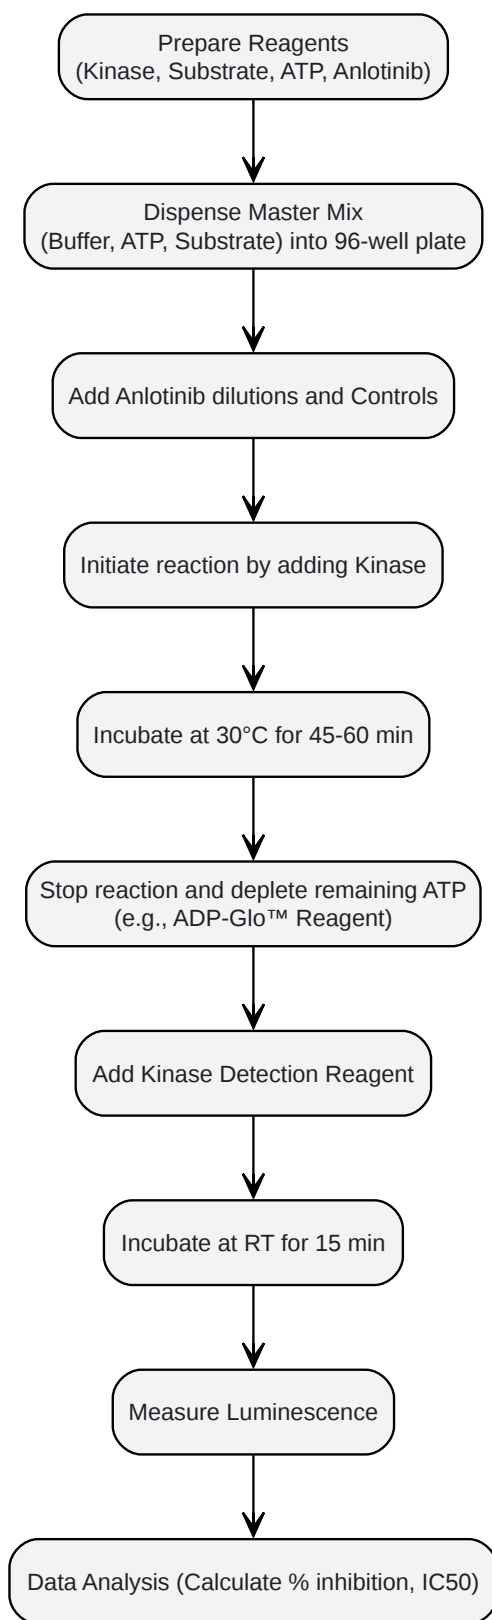 Prepare Reagents
(Kinase, Substrate, ATP, Anlotinib)
Dispense Master Mix
(Buffer, ATP, Substrate) into 96-well plate
Add Anlotinib dilutions and Controls
Initiate reaction by adding Kinase
Incubate at 30°C for 45-60 min
Stop reaction and deplete remaining ATP
(e.g., ADP-Glo™ Reagent)
Add Kinase Detection Reagent
Incubate at RT for 15 min
Measure Luminescence
Data Analysis (Calculate % inhibition, IC50)